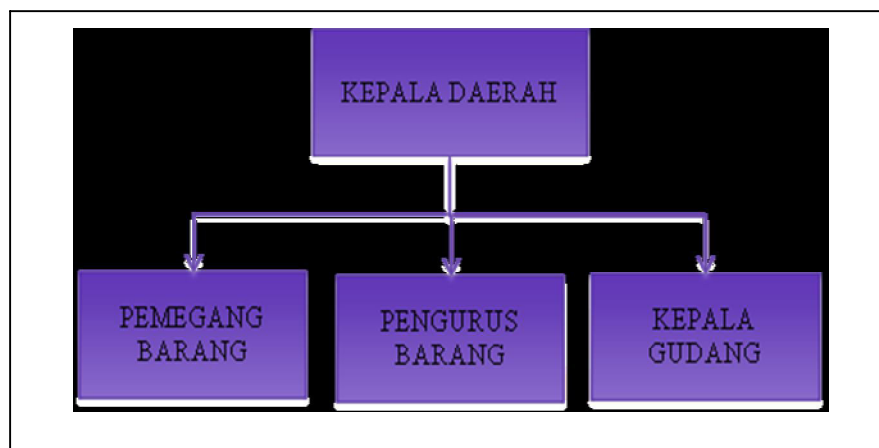 KEPALA DAERAH
PEMEGANG
BARANG
PENGURUS
BARANG
KEPALA
GUDANG